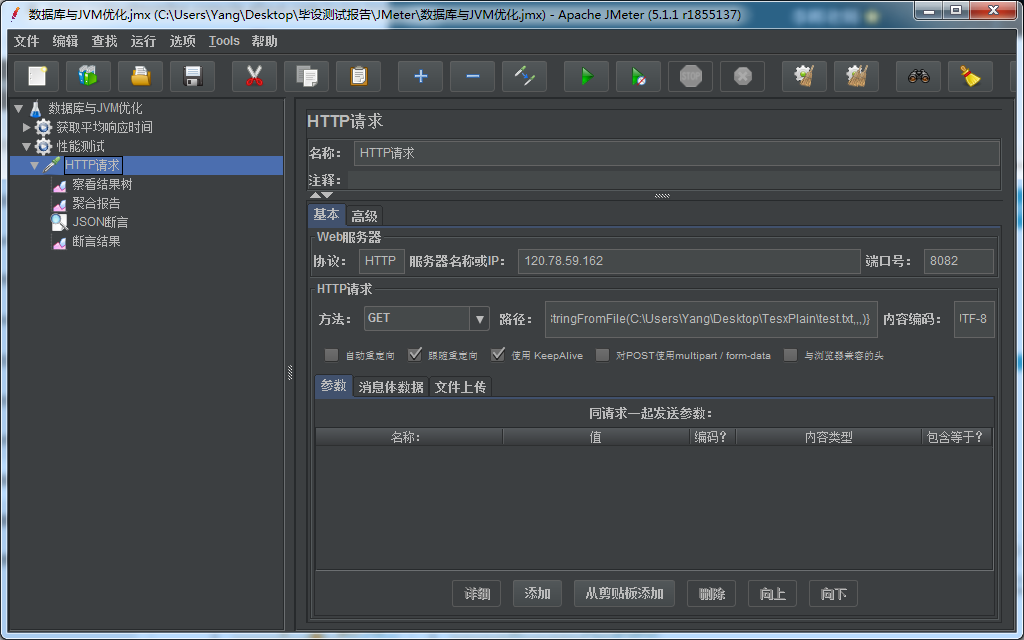 数据库与JVM优化.jmx (C:\Users\Yang\Desktop\毕设测试报告\JMeter\数据库与JVM优化.jmx) - Apache JMeter (5.1.1 r1855137)
文件 编辑 查找 运行 选项 Tools 帮助
STOP
数据库与JVM优化
获取平均响应时间
性能测试
HTTP请求
察看结果树
聚合报告
JSON断言
断言结果
HTTP请求
名称： HTTP请求
注释：
基本 高级
Web服务器
协议： HTTP 服务器名称或IP： 120.78.59.162 端口号： 8082
HTTP请求
方法： GET 路径： StringFromFile(C:\Users\Yang\Desktop\TesxPlain\test.txt,,,)} 内容编码： UTF-8
自动重定向 跟随重定向 使用 KeepAlive 对POST使用multipart / form-data 与浏览器兼容的头
参数 消息体数据 文件上传
同请求一起发送参数：
名称： 值 编码? 内容类型 包含等于?
详细 添加 从剪贴板添加 删除 向上 向下